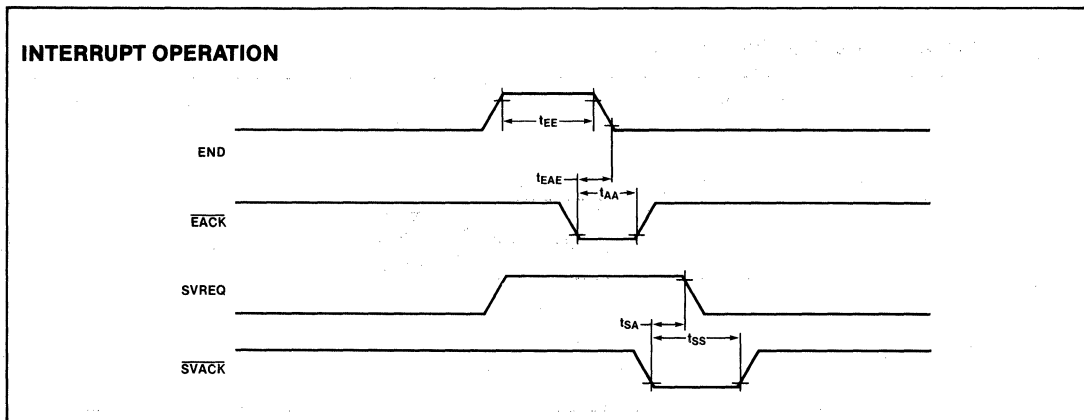 INTERRUPT OPERATION
tEE
END
tEAE
tAA
EACK
SVREQ
tSA
tSS
SVACK